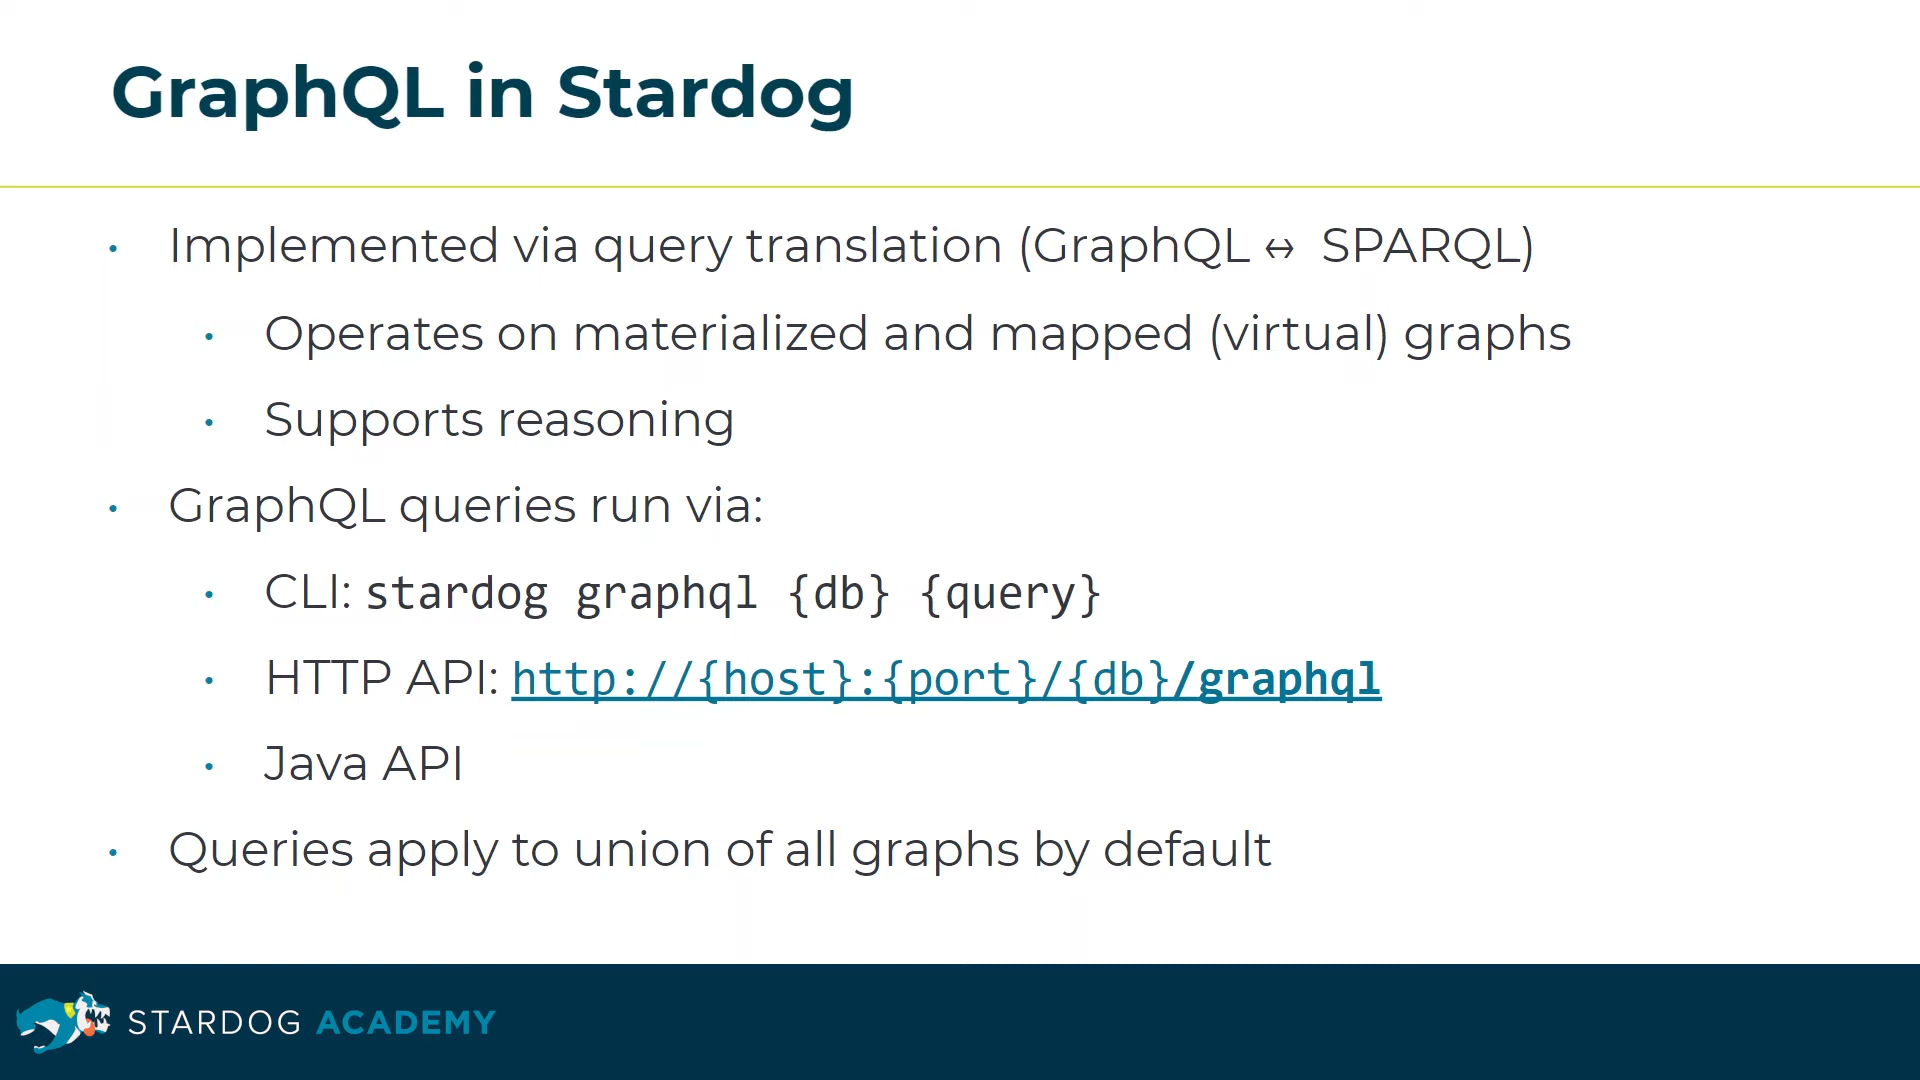 GraphQL in Stardog
• Implemented via query translation (GraphQL ↔ SPARQL)
• Operates on materialized and mapped (virtual) graphs
• Supports reasoning
• GraphQL queries run via:
• CLI: stardog graphql {db} {query}
• HTTP API: http://{host}:{port}/{db}/graphql
• Java API
• Queries apply to union of all graphs by default
STARDOG ACADEMY